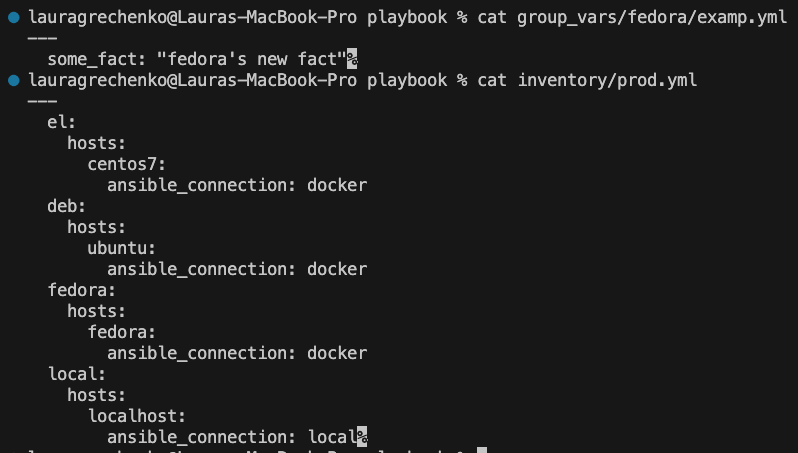 lauragrechenko@Lauras-MacBook-Pro playbook % cat group_vars/fedora/examp.yml
---
  some_fact: "fedora's new fact"%
lauragrechenko@Lauras-MacBook-Pro playbook % cat inventory/prod.yml
---
  el:
    hosts:
      centos7:
        ansible_connection: docker
  deb:
    hosts:
      ubuntu:
        ansible_connection: docker
  fedora:
    hosts:
      fedora:
        ansible_connection: docker
  local:
    hosts:
      localhost:
        ansible_connection: local%